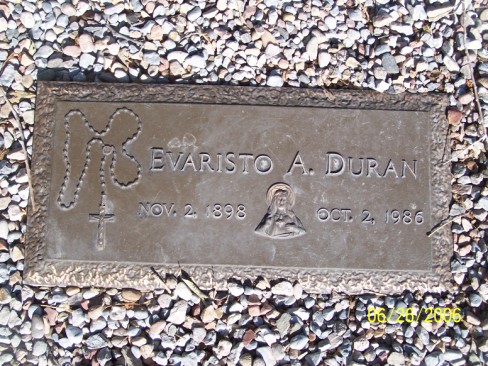 EVARISTO A. DURAN
NOV. 2, 1898 OCT. 2, 1986
06/26/2006